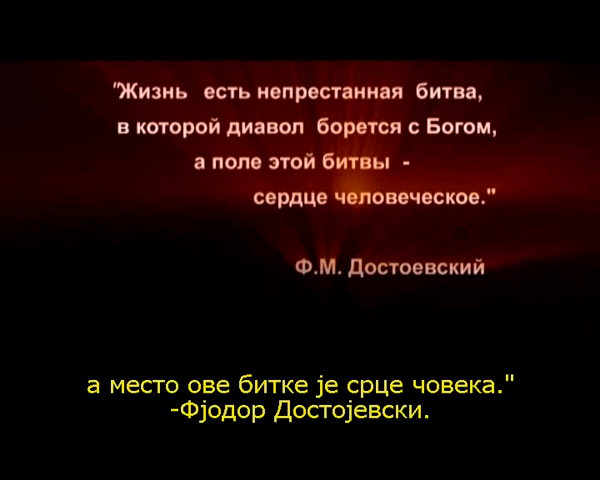 "Жизнь есть непрестанная битва,
в которой диавол борется с Богом,
а поле этой битвы -
сердце человеческое."
Ф.М. Достоевский
а место ове битке је срце човека."
-Фјодор Достојевски.